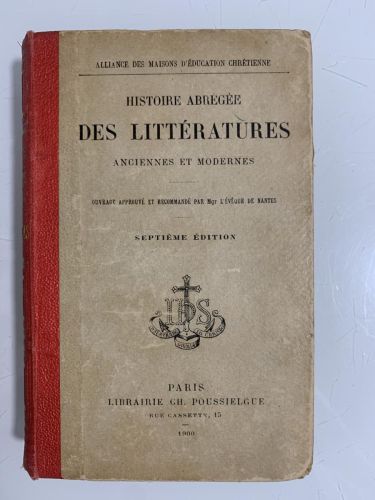 ALLIANCE DES MAISONS D'ÉDUCATION CHRÉTIENNE
HISTOIRE ABRÉGÉE
DES LITTÉRATURES
ANCIENNES ET MODERNES
OUVRAGE APPROUVÉ ET RECOMMANDÉ PAR Mgr L'ÉVÊQUE DE NANTES
SEPTIÈME ÉDITION
PARIS
LIBRAIRIE CH. POUSSIELGUE
RUE CASSETTE, 15
1900